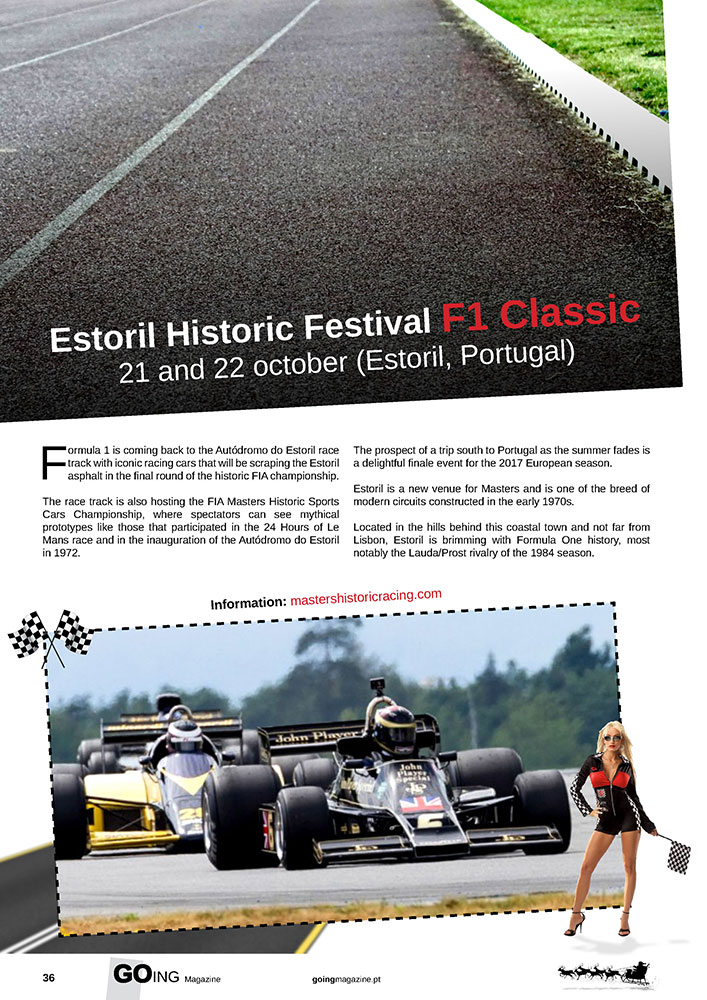 Estoril Historic Festival F1 Classic
21 and 22 october (Estoril, Portugal)
Formula 1 is coming back to the Autódromo do Estoril race
track with iconic racing cars that will be scraping the Estoril
asphalt in the final round of the historic FIA championship.
The race track is also hosting the FIA Masters Historic Sports
Cars Championship, where spectators can see mythical
prototypes like those that participated in the 24 Hours of Le
Mans race and in the inauguration of the Autódromo do Estoril
in 1972.
The prospect of a trip south to Portugal as the summer fades is
a delightful finale event for the 2017 European season.
Estoril is a new venue for Masters and is one of the breed of
modern circuits constructed in the early 1970s.
Located in the hills behind this coastal town and not far from
Lisbon, Estoril is brimming with Formula One history, most
notably the Lauda/Prost rivalry of the 1984 season.
Information: mastershistoricracing.com
John Player
John
Player
Special
36
GOING Magazine
goingmagazine.pt